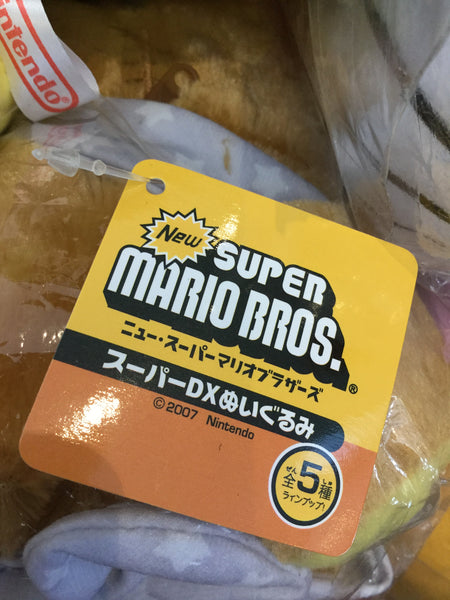 Nintendo®
New
SUPER
MARIO BROS.®
ニュー・スーパーマリオブラザーズ
スーパーDXぬいぐるみ
© 2007 Nintendo
ぜん しゅ
全5種
ラインアップ!